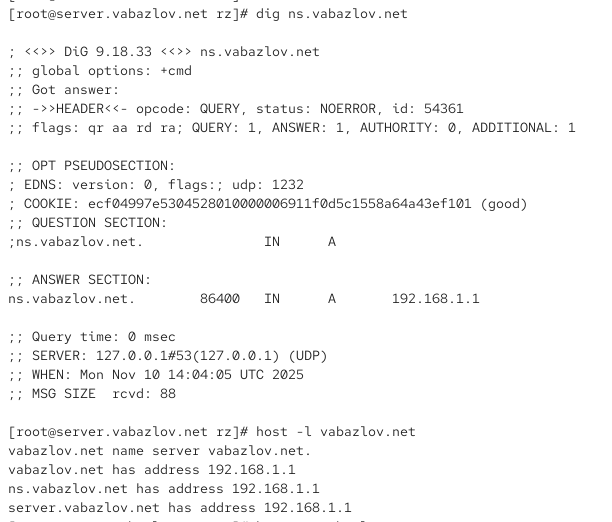 [root@server.vabazlov.net rz]# dig ns.vabazlov.net
; <<>> DiG 9.18.33 <<>> ns.vabazlov.net
;; global options: +cmd
;; Got answer:
;; ->>HEADER<<- opcode: QUERY, status: NOERROR, id: 54361
;; flags: qr aa rd ra; QUERY: 1, ANSWER: 1, AUTHORITY: 0, ADDITIONAL: 1
;; OPT PSEUDOSECTION:
; EDNS: version: 0, flags:; udp: 1232
; COOKIE: ecf04997e5304528010000006911f0d5c1558a64a43ef101 (good)
;; QUESTION SECTION:
;ns.vabazlov.net. IN A
;; ANSWER SECTION:
ns.vabazlov.net. 86400 IN A 192.168.1.1
;; Query time: 0 msec
;; SERVER: 127.0.0.1#53(127.0.0.1) (UDP)
;; WHEN: Mon Nov 10 14:04:05 UTC 2025
;; MSG SIZE rcvd: 88
[root@server.vabazlov.net rz]# host -l vabazlov.net
vabazlov.net name server vabazlov.net.
vabazlov.net has address 192.168.1.1
ns.vabazlov.net has address 192.168.1.1
server.vabazlov.net has address 192.168.1.1